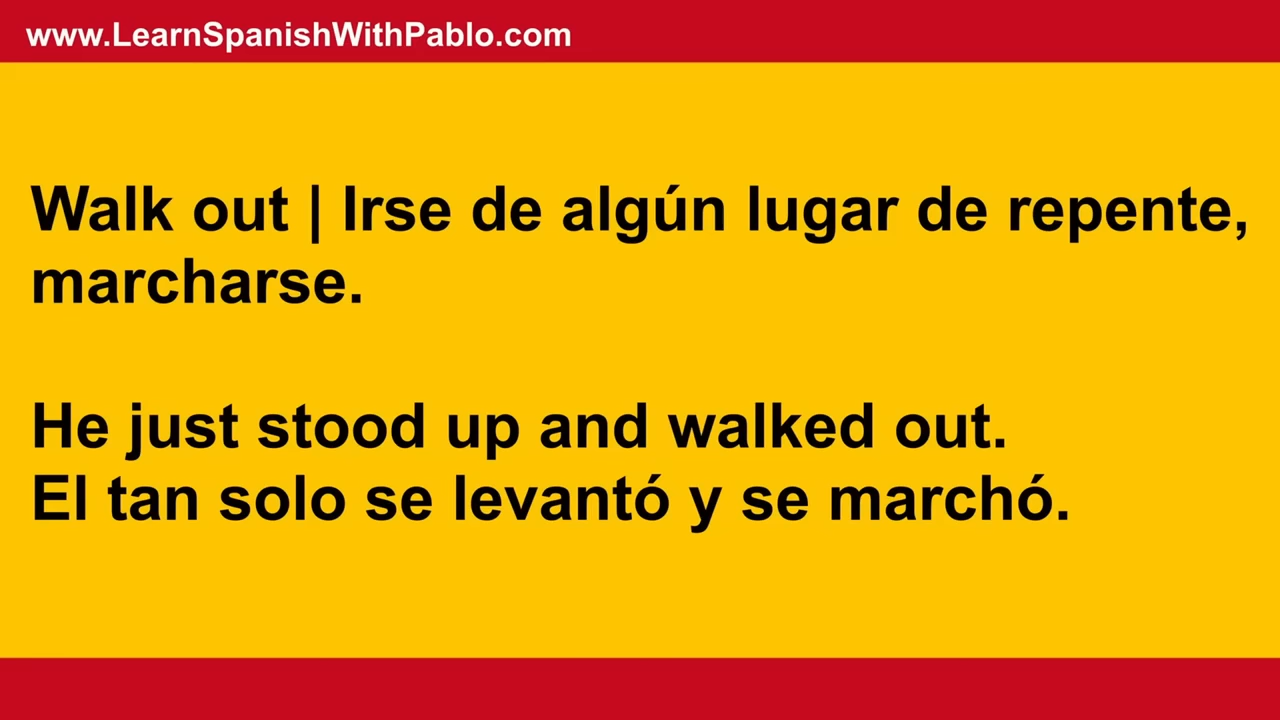 www.LearnSpanishWithPablo.com
Walk out | Irse de algún lugar de repente,
marcharse.
He just stood up and walked out.
El tan solo se levantó y se marchó.